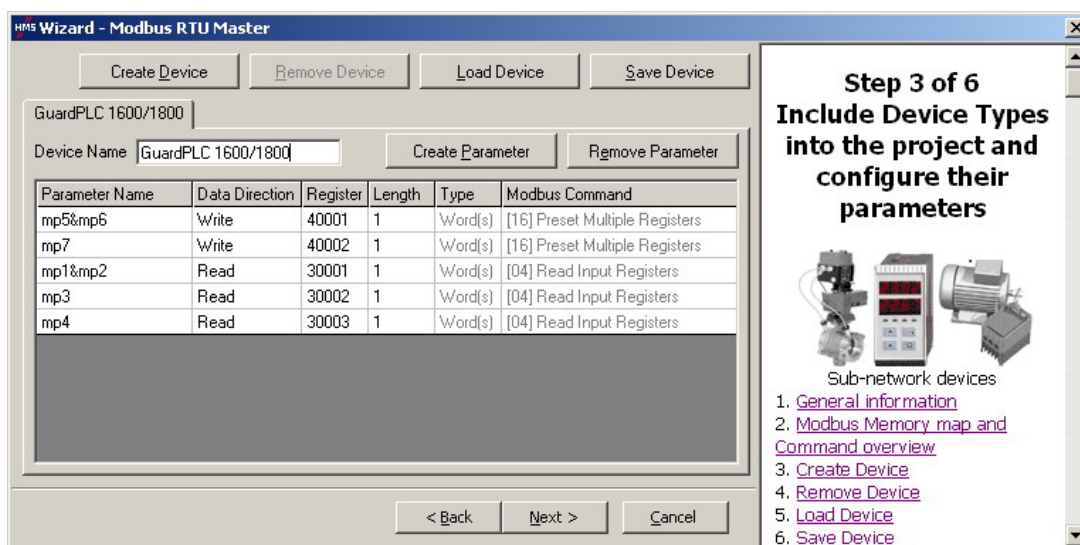 HMS Wizard - Modbus RTU Master
Create Device Remove Device Load Device Save Device
GuardPLC 1600/1800
Device Name GuardPLC 1600/1800 Create Parameter Remove Parameter
Parameter Name Data Direction Register Length Type Modbus Command
mp5&mp6 Write 40001 1 Word(s) [16] Preset Multiple Registers
mp7 Write 40002 1 Word(s) [16] Preset Multiple Registers
mp1&mp2 Read 30001 1 Word(s) [04] Read Input Registers
mp3 Read 30002 1 Word(s) [04] Read Input Registers
mp4 Read 30003 1 Word(s) [04] Read Input Registers
< Back Next > Cancel
Step 3 of 6
Include Device Types
into the project and
configure their
parameters
Sub-network devices
1. General information
2. Modbus Memory map and
Command overview
3. Create Device
4. Remove Device
5. Load Device
6. Save Device